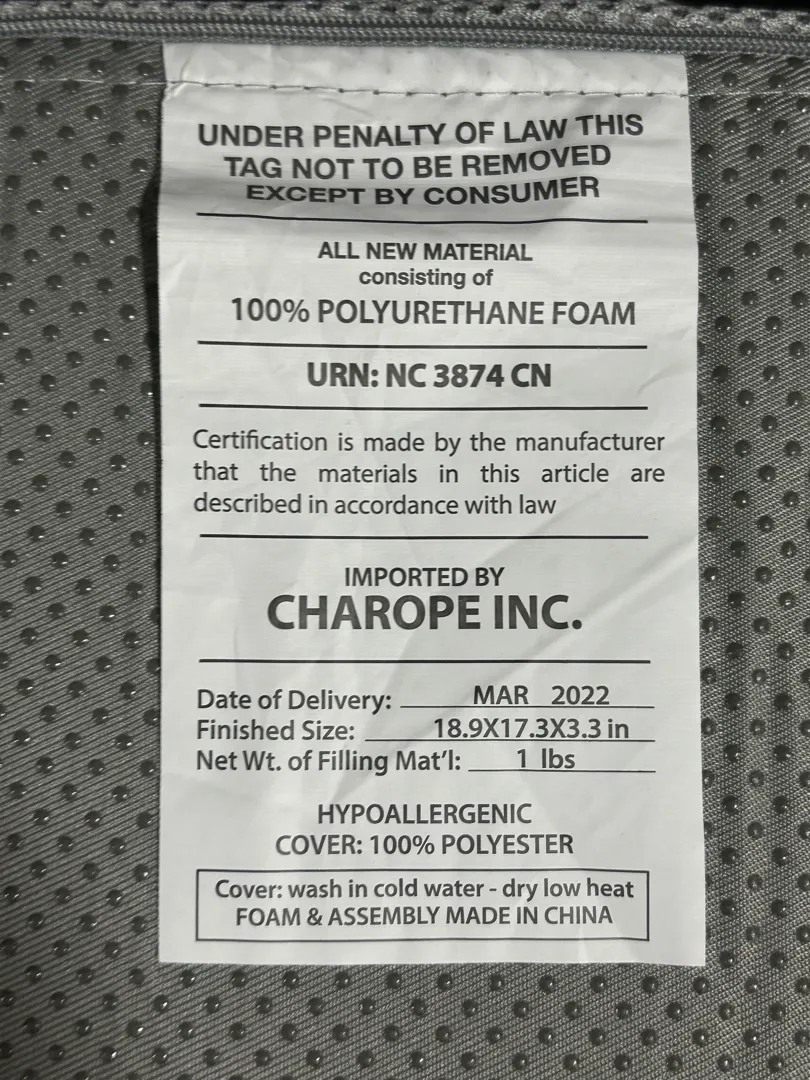 UNDER PENALTY OF LAW THIS
TAG NOT TO BE REMOVED
EXCEPT BY CONSUMER
ALL NEW MATERIAL
consisting of
100% POLYURETHANE FOAM
URN: NC 3874 CN
Certification is made by the manufacturer
that the materials in this article are
described in accordance with law
IMPORTED BY
CHAROPE INC.
Date of Delivery: MAR 2022
Finished Size: 18.9X17.3X3.3 in
Net Wt. of Filling Mat'l: 1 lbs
HYPOALLERGENIC
COVER: 100% POLYESTER
Cover: wash in cold water - dry low heat
FOAM & ASSEMBLY MADE IN CHINA